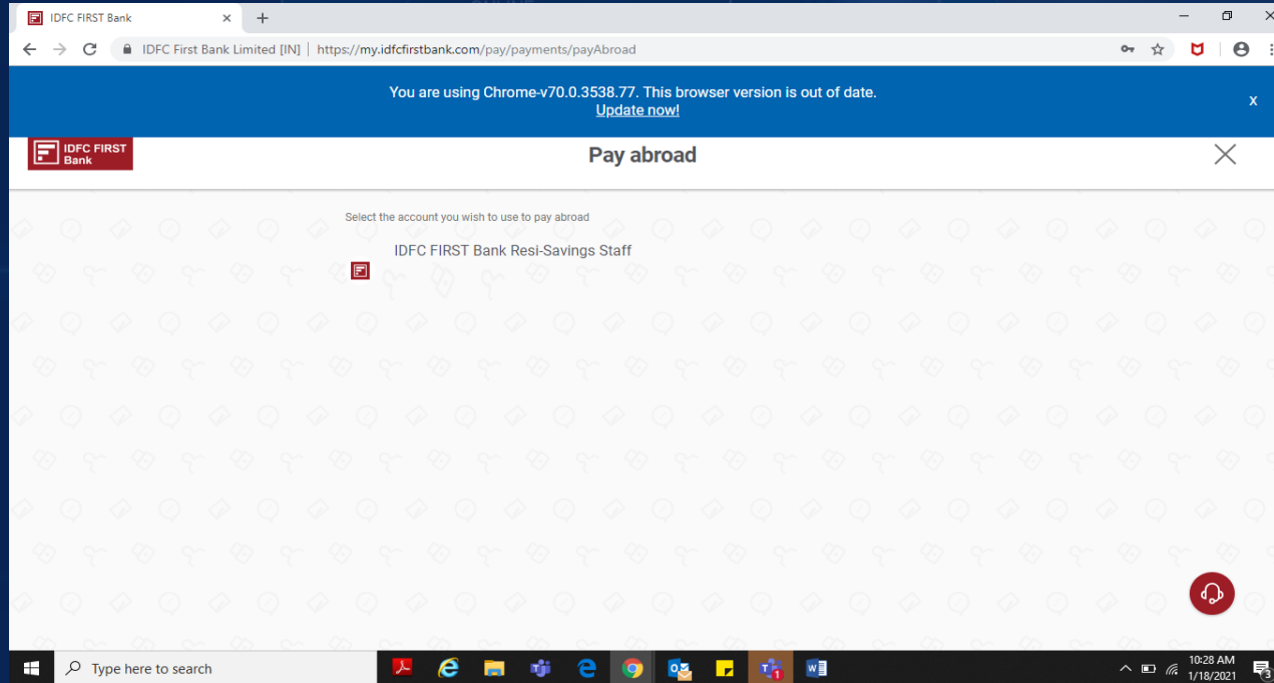 IDFC FIRST Bank
IDFC First Bank Limited [IN] | https://my.idfcfirstbank.com/pay/payments/payAbroad
You are using Chrome-v70.0.3538.77. This browser version is out of date.
Update now!
x
IDFC FIRST
Bank
Pay abroad
Select the account you wish to use to pay abroad
IDFC FIRST Bank Resi-Savings Staff
Type here to search
10:28 AM
1/18/2021